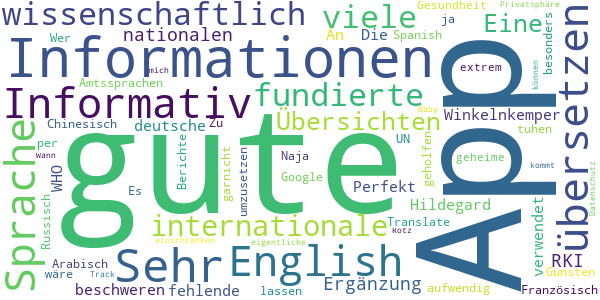 wissenschaftlich viele Gesundheit Privatsphäre
Wer nationalen An Die ja Spanish Eine besonders
Informationen
Amtssprachen
Informativ fundierte extrem
Chinesisch deutsche Zu Übersichten Winkelnkemper
Sprache gute App übersetzen
per WHO Es Berichte garnicht umzusetzen Naja UN geholfen Baby geheime tuhen können
mich
wann
Russisch Google Perfekt Hildegard kommt
internationale Translate verwendet Datenschutz
Rotz
einschränken
Sehr English RKI
Arabisch eigentliche Gunsten
wäre Track fehlende Ergänzung
beschweren lassen aufwendig Französisch